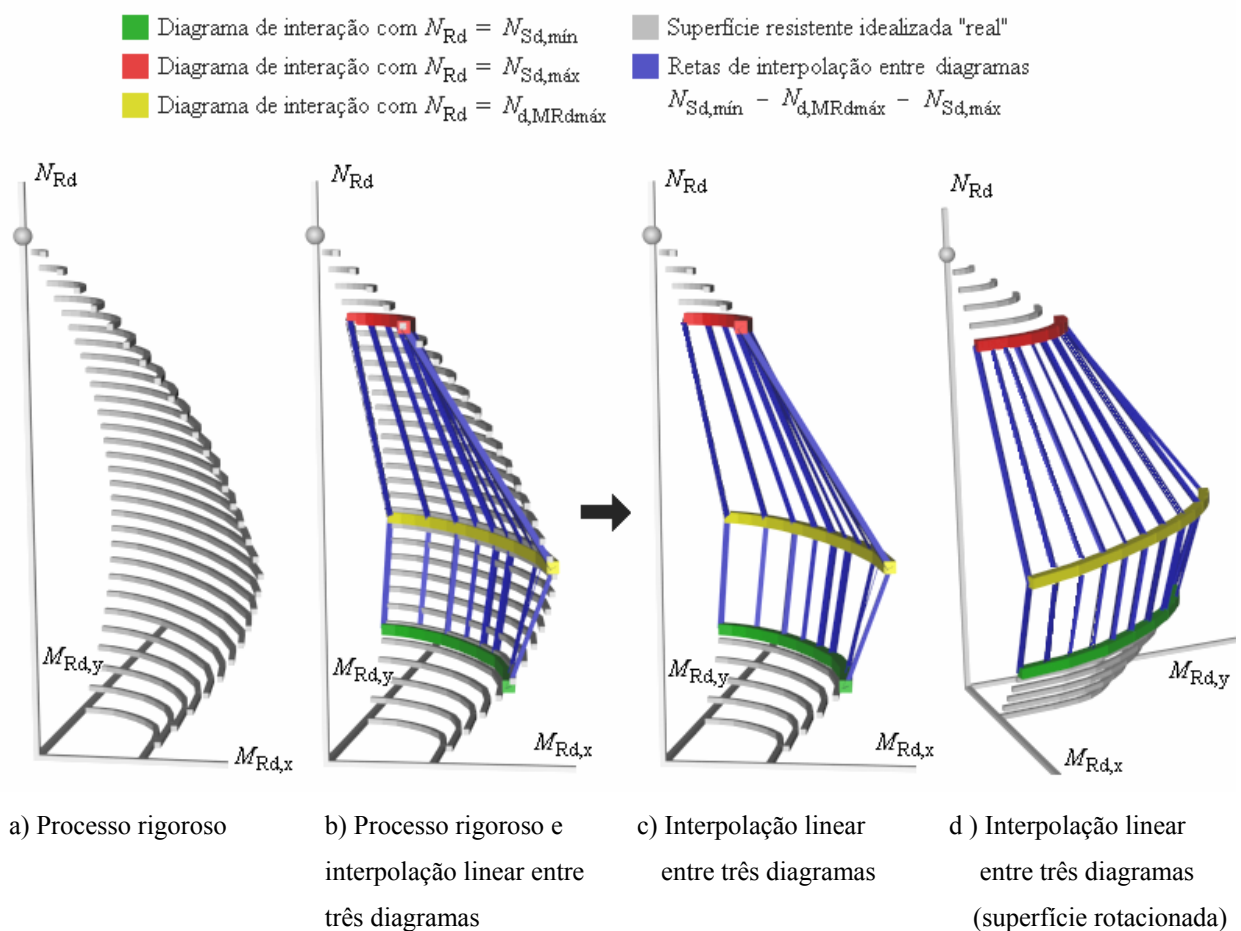 Diagrama de interação com N_Rd = N_Sd,mín
Diagrama de interação com N_Rd = N_Sd,máx
Diagrama de interação com N_Rd = N_d,MRdmáx
Superfície resistente idealizada "real"
Retas de interpolação entre diagramas
N_Sd,mín − N_d,MRdmáx − N_Sd,máx
N_Rd
M_Rd,y
M_Rd,x
N_Rd
M_Rd,y
M_Rd,x
N_Rd
M_Rd,y
M_Rd,x
N_Rd
M_Rd,y
M_Rd,x
a) Processo rigoroso
b) Processo rigoroso e
interpolação linear entre
três diagramas
c) Interpolação linear
entre três diagramas
d ) Interpolação linear
entre três diagramas
(superfície rotacionada)